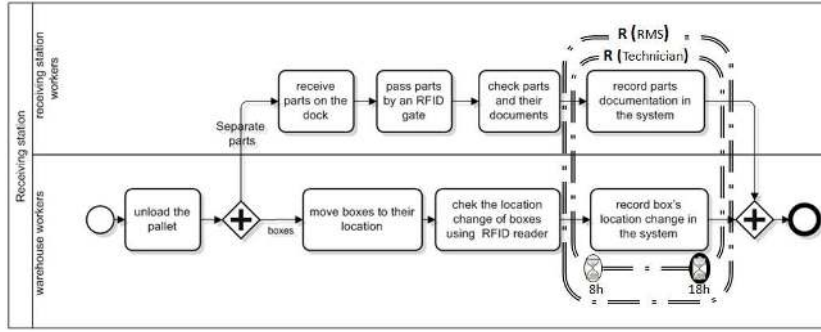 Receiving station
receiving station
workers
warehouse workers
R (RMS)
R (Technician)
receive
parts on the
dock
pass parts
by an RFID
gate
check parts
and their
documents
record parts
documentation in
the system
Separate
parts
unload the
pallet
boxes
move boxes to their
location
chek the location
change of boxes
using RFID reader
record box's
location change in
the system
8h
18h